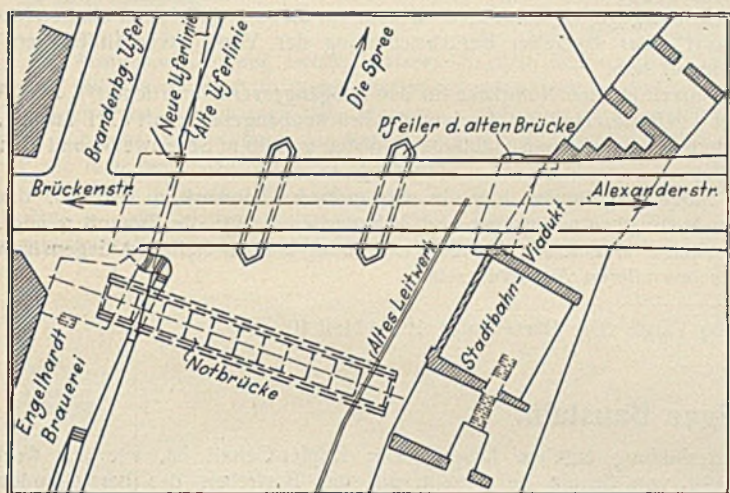 Brandenbg. Ufer
Neue Uferlinie
Alte Uferlinie
Die Spree
Pfeiler d. alten Brücke
Brückenstr.
Alexanderstr.
Altes Leitwerk
Stadtbahn-Viadukt
Engelhardt
Brauerei
Notbrücke